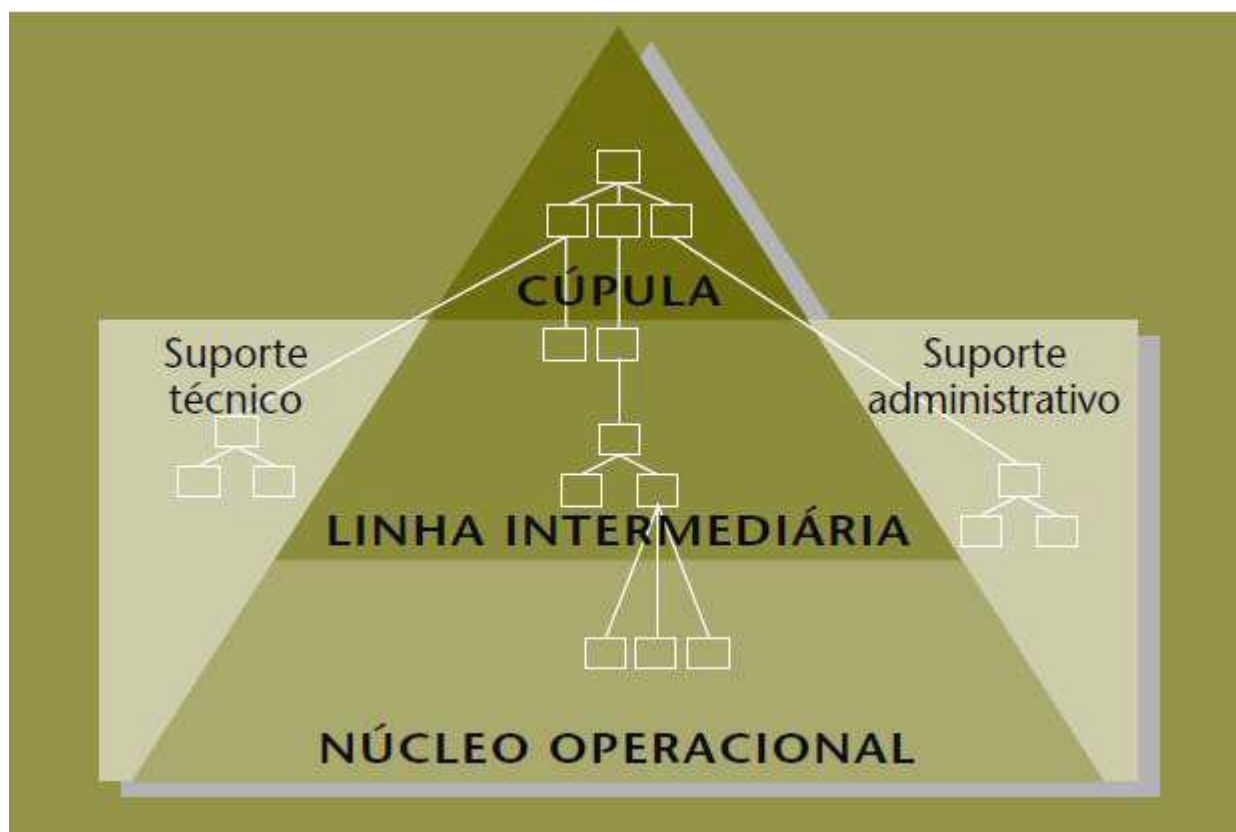 CÚPULA
Suporte
técnico
Suporte
administrativo
LINHA INTERMEDIÁRIA
NÚCLEO OPERACIONAL